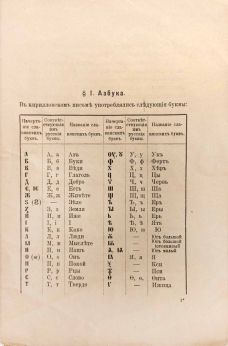 § I. Азбука.
Въ кирилловскомъ письмѣ употреблялись слѣдующія буквы:
Начертаніе славянскихъ буквъ. Соотвѣтствующія имъ русскія буквы. Названіе славянскихъ буквъ. Начертаніе славянскихъ буквъ. Соотвѣтствующія имъ русскія буквы. Названіе славянскихъ буквъ.
А А, а Азъ У, у Укъ
Б Б, б Буки Ф Ф, ф Фертъ
В В, в Вѣди Х Х, х Хѣръ
Г Г, г Глаголь Ц Ц, ц Цы
Д Д, д Добро Ч Ч, ч Червь
Е, е Есть Ш Ш, ш Ша
Ж Ж, ж Живѣте Щ Щ, щ Ща
Ѕ Зѣло Ъ Ъ, ъ Еръ
З, з Земля Ы, ы Еры
И И, и Иже Ь Ь, ь Ерь
І І, і І Ѣ Ѣ, ѣ Ять
К К, к Како Ю Ю, ю Ю
Л Л, л Люди Ѫ Юсъ большой
М М, м Мыслѣте
Н Н, н Нашъ Юсъ малый
О О, о Онъ Я, я Я
П П, п Покой Ѯ Кси
Р Р, р Рцы Ѱ Пси
С С, с Слово Ѳ Ѳ, ѳ Ѳита
Т Т, т Твердо Ѵ Ижица